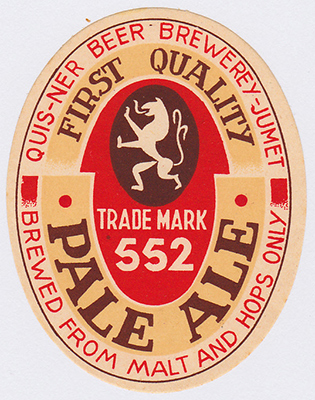 QUIS-NER BEER BREWEREY-JUMET
FIRST QUALITY
TRADE MARK
552
PALE ALE
BREWED FROM MALT AND HOPS ONLY